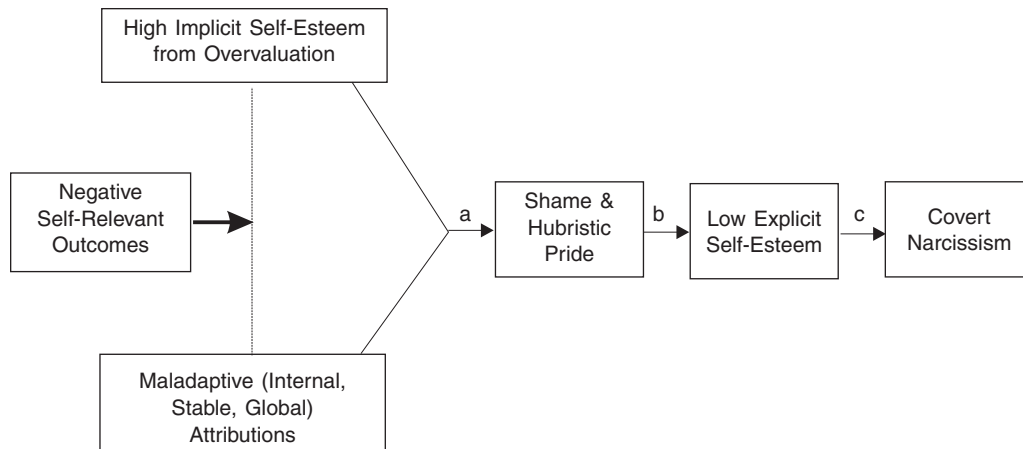 High Implicit Self-Esteem
from Overvaluation
Negative
Self-Relevant
Outcomes
a
Shame &
Hubristic
Pride
b
Low Explicit
Self-Esteem
c
Covert
Narcissism
Maladaptive (Internal,
Stable, Global)
Attributions